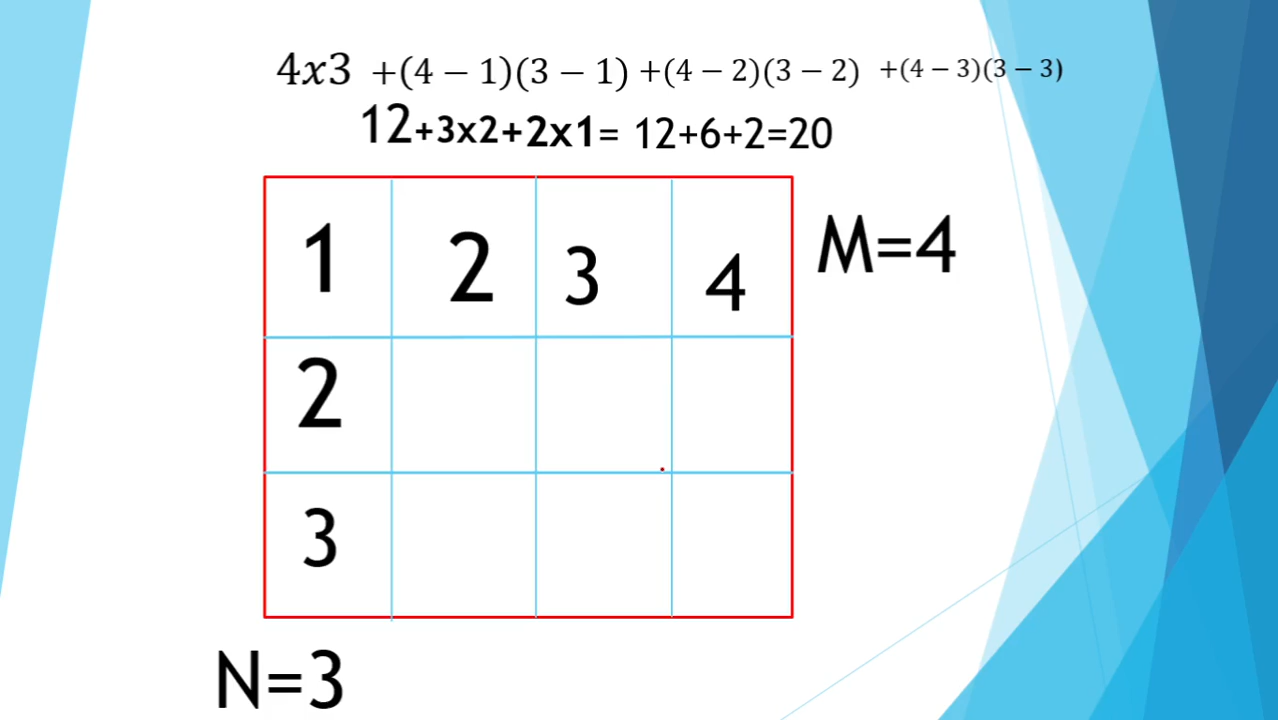 4x3 +(4 − 1)(3 − 1) +(4 − 2)(3 − 2) +(4 − 3)(3 − 3)
12+3x2+2x1= 12+6+2=20
1 2 3 4 M=4
2
3
N=3